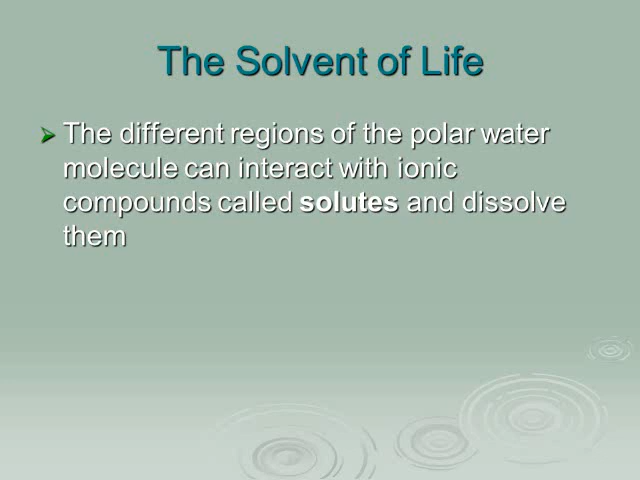 The Solvent of Life
The different regions of the polar water
molecule can interact with ionic
compounds called solutes and dissolve
them